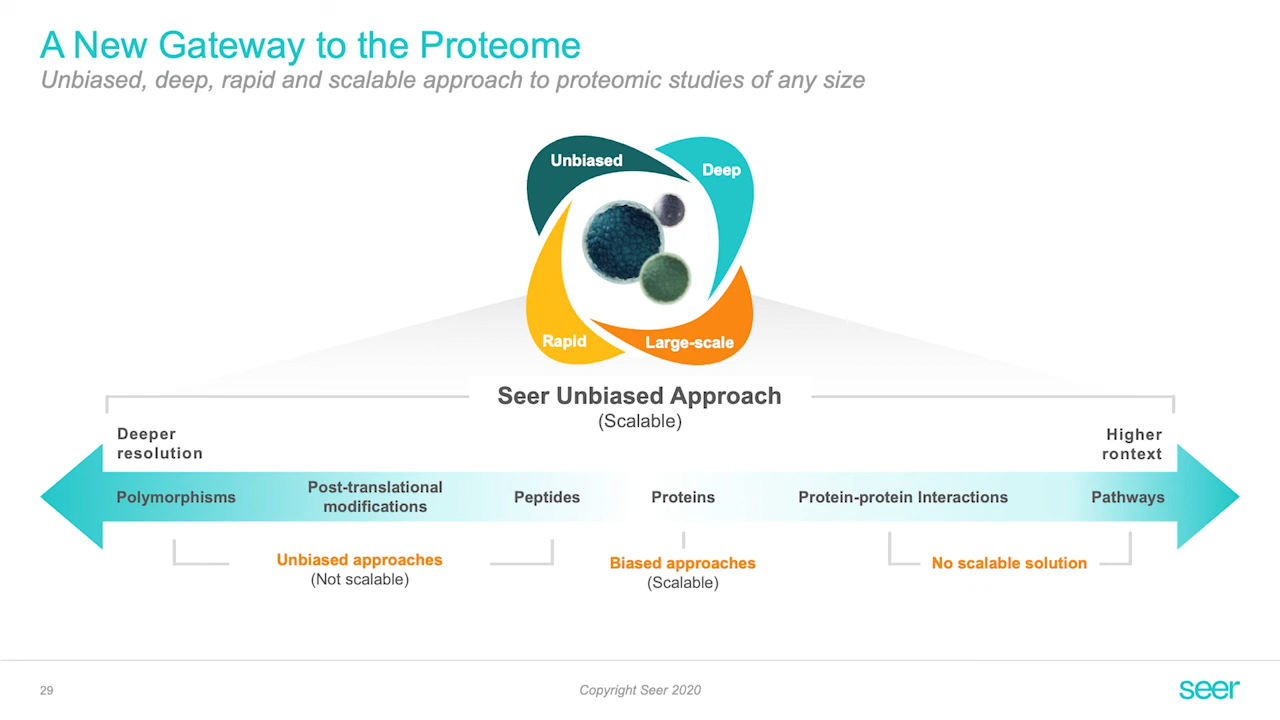 A New Gateway to the Proteome
Unbiased, deep, rapid and scalable approach to proteomic studies of any size
Unbiased
Deep
Rapid
Large-scale
Seer Unbiased Approach
(Scalable)
Deeper
resolution
Higher
rontext
Polymorphisms
Post-translational
modifications
Peptides
Proteins
Protein-protein Interactions
Pathways
Unbiased approaches
(Not scalable)
Biased approaches
(Scalable)
No scalable solution
29
Copyright Seer 2020
seer